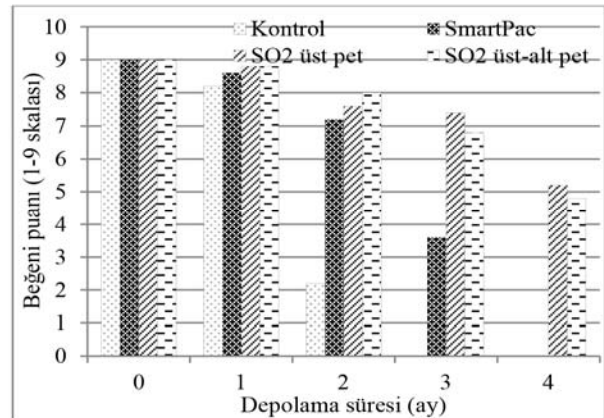 Kontrol SmartPac
SO2 üst pet SO2 üst-alt pet
Beğeni puanı (1-9 skalası)
10
9
8
7
6
5
4
3
2
1
0
0 1 2 3 4
Depolama süresi (ay)